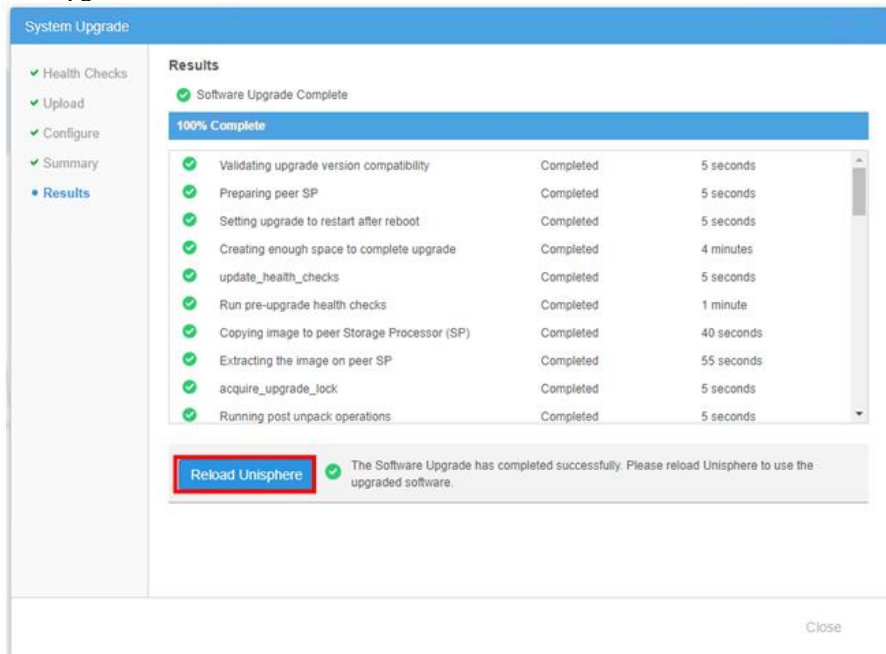 System Upgrade
Health Checks
Upload
Configure
Summary
Results
Results
Software Upgrade Complete
100% Complete
Validating upgrade version compatibility Completed 5 seconds
Preparing peer SP Completed 5 seconds
Setting upgrade to restart after reboot Completed 5 seconds
Creating enough space to complete upgrade Completed 4 minutes
update_health_checks Completed 5 seconds
Run pre-upgrade health checks Completed 1 minute
Copying image to peer Storage Processor (SP) Completed 40 seconds
Extracting the image on peer SP Completed 55 seconds
acquire_upgrade_lock Completed 5 seconds
Running post unpack operations Completed 5 seconds
Reload Unisphere
The Software Upgrade has completed successfully. Please reload Unisphere to use the
upgraded software.
Close